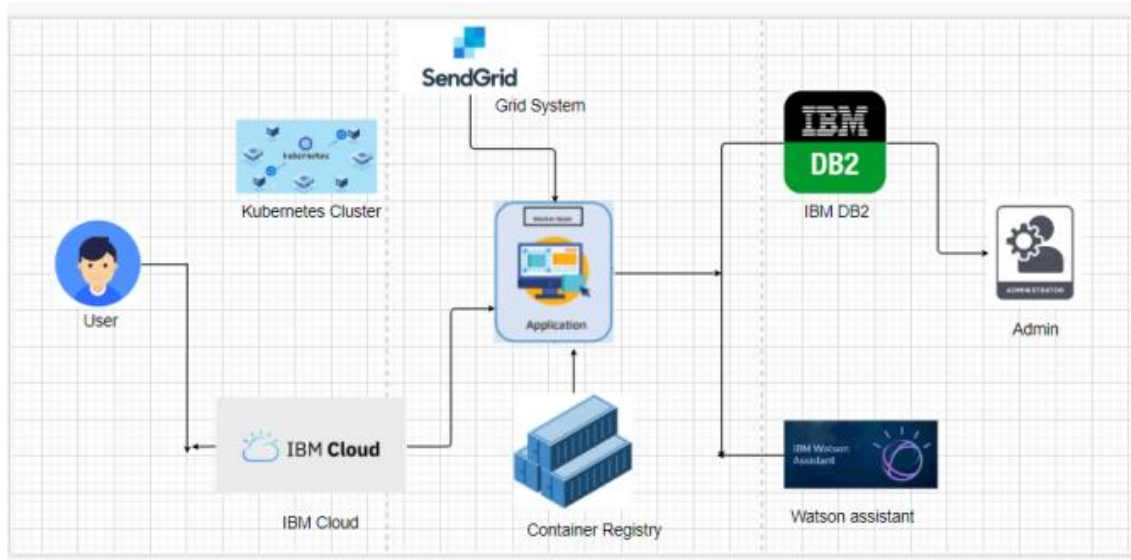 SendGrid
Grid System
kubernetes
Kubernetes Cluster
User
Worker Node
Application
IBM
DB2
IBM DB2
ADMINISTRATOR
Admin
IBM Cloud
IBM Cloud
Container Registry
IBM Watson
Assistant
Watson assistant